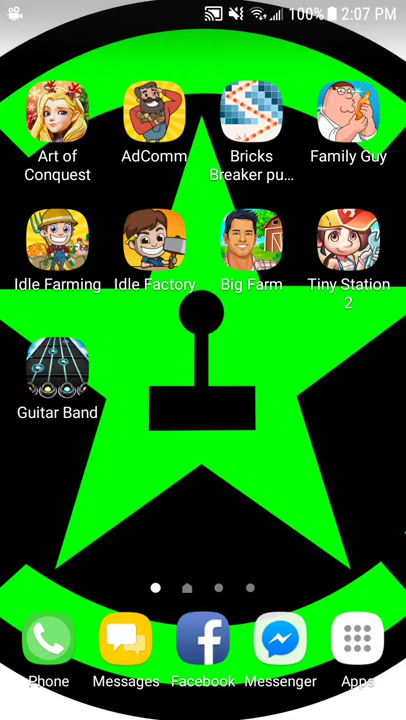 100% 2:07 PM
Art of Conquest
AdComm
Bricks Breaker pu...
Family Guy
Idle Farming
Idle Factory
Big Farm
Tiny Station 2
Guitar Band
Phone
Messages
Facebook
Messenger
Apps